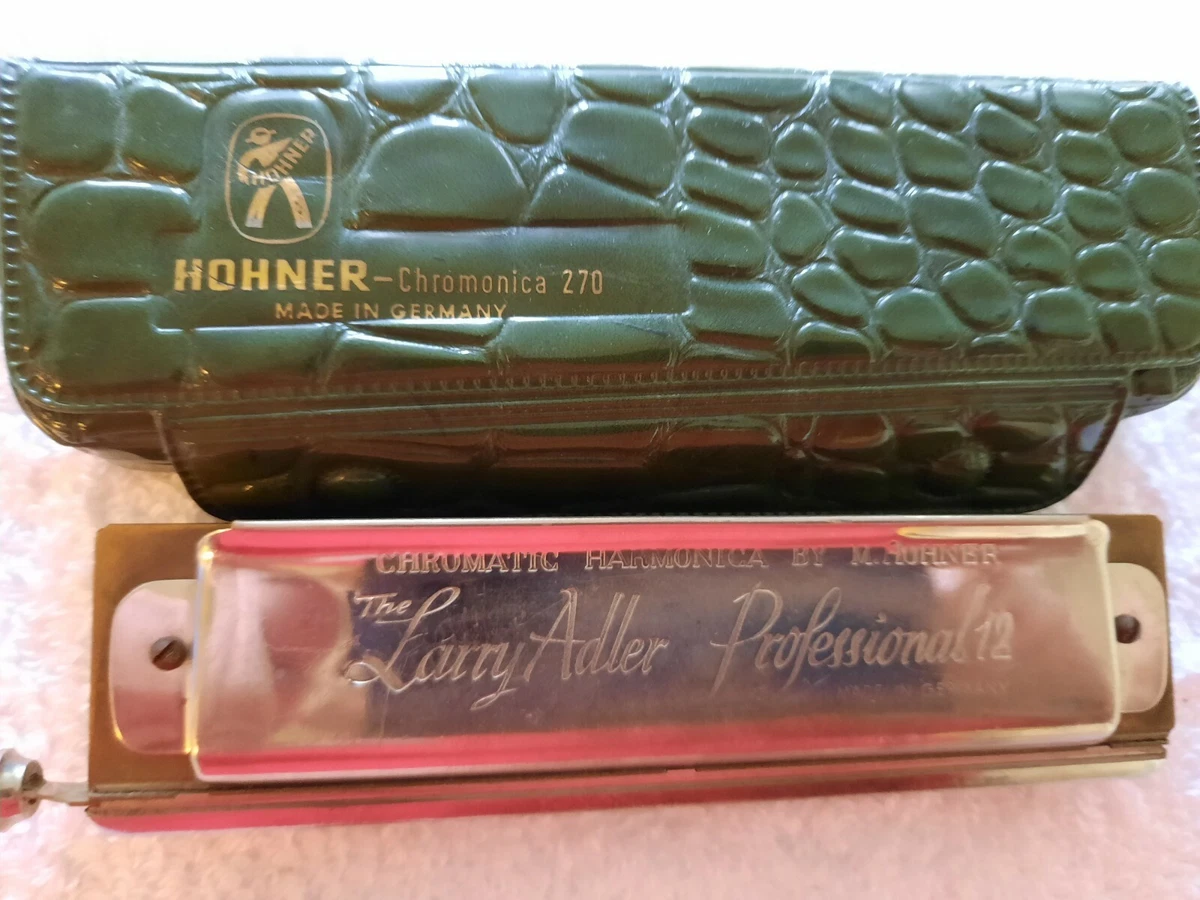 HOHNER
HOHNER–Chromonica 270
MADE IN GERMANY
CHROMATIC HARMONICA BY M. HOHNER
The Larry Adler Professional 12
MADE IN GERMANY